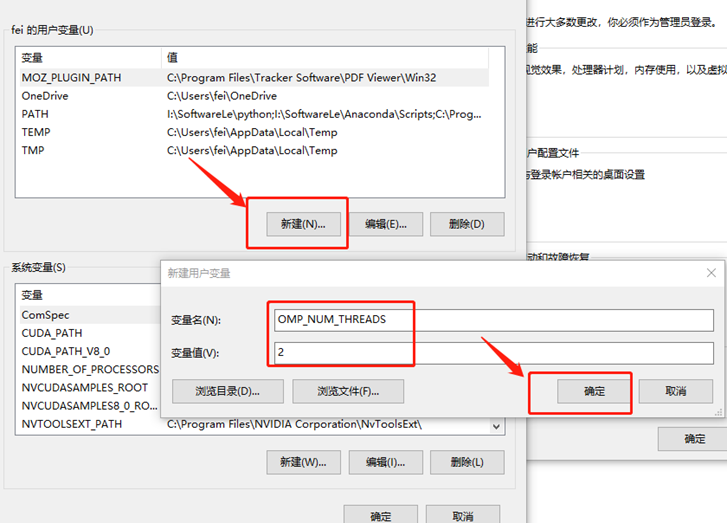 fei 的用户变量(U)
变量 值
MOZ_PLUGIN_PATH C:\Program Files\Tracker Software\PDF Viewer\Win32
OneDrive C:\Users\fei\OneDrive
PATH I:\SoftwareLe\python;I:\SoftwareLe\Anaconda\Scripts;C:\Prog...
TEMP C:\Users\fei\AppData\Local\Temp
TMP C:\Users\fei\AppData\Local\Temp
新建(N)... 编辑(E)... 删除(D)
系统变量(S)
变量
ComSpec
CUDA_PATH
CUDA_PATH_V8_0
NUMBER_OF_PROCESSORS
NVCUDASAMPLES_ROOT
NVCUDASAMPLES8_0_RO...
NVTOOLSEXT_PATH C:\Program Files\NVIDIA Corporation\NvToolsExt\
新建(W)... 编辑(I)... 删除(L)
确定 取消
新建用户变量
变量名(N): OMP_NUM_THREADS
变量值(V): 2
浏览目录(D)... 浏览文件(F)... 确定 取消
进行大多数更改，你必须作为管理员登录。
能
视觉效果，处理器计划，内存使用，以及虚拟
户配置文件
与登录帐户相关的桌面设置
动和故障恢复
确定